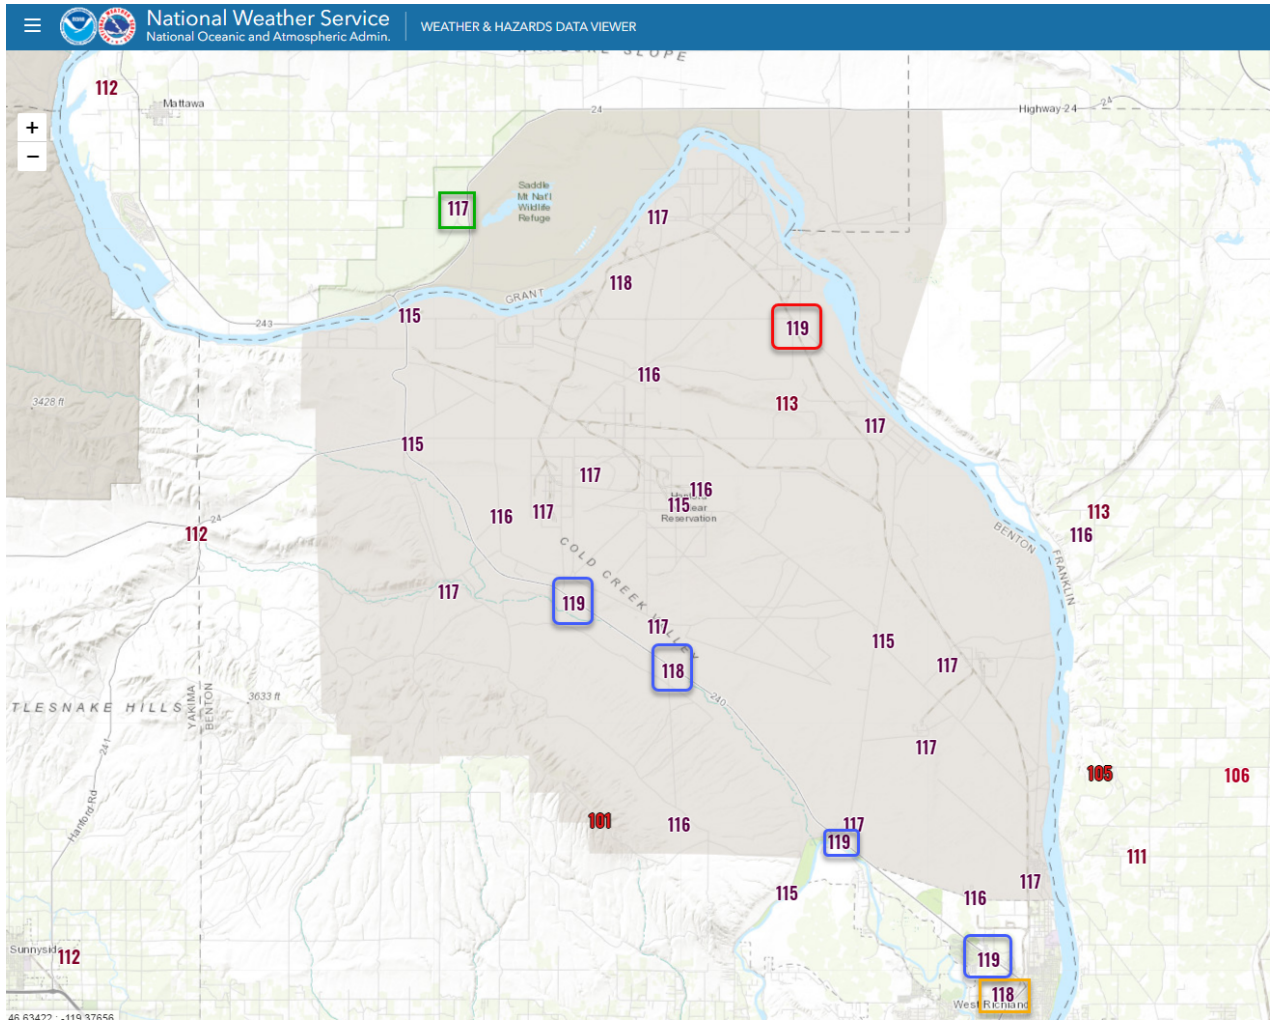 National Weather Service
National Oceanic and Atmospheric Admin.
WEATHER & HAZARDS DATA VIEWER
SLOPE
112
Mattawa
24
Highway 24
24
+
−
Saddle
Mt Nat'l
Wildlife
Refuge
117
117
118
GRANT
115
243
119
116
3428 ft
113
117
115
117
116
115
Reservation
116
117
24
112
113
116
BENTON
FRANKLIN
COLD CREEK VALLEY
117
119
117
118
115
117
240
TLESNAKE HILLS
YAKIMA
BENTON
3633 ft
241
Hanford Rd
117
105
106
101
116
117
119
111
115
117
116
Sunnyside
112
119
118
West Richland
46.63422 : -119.37656